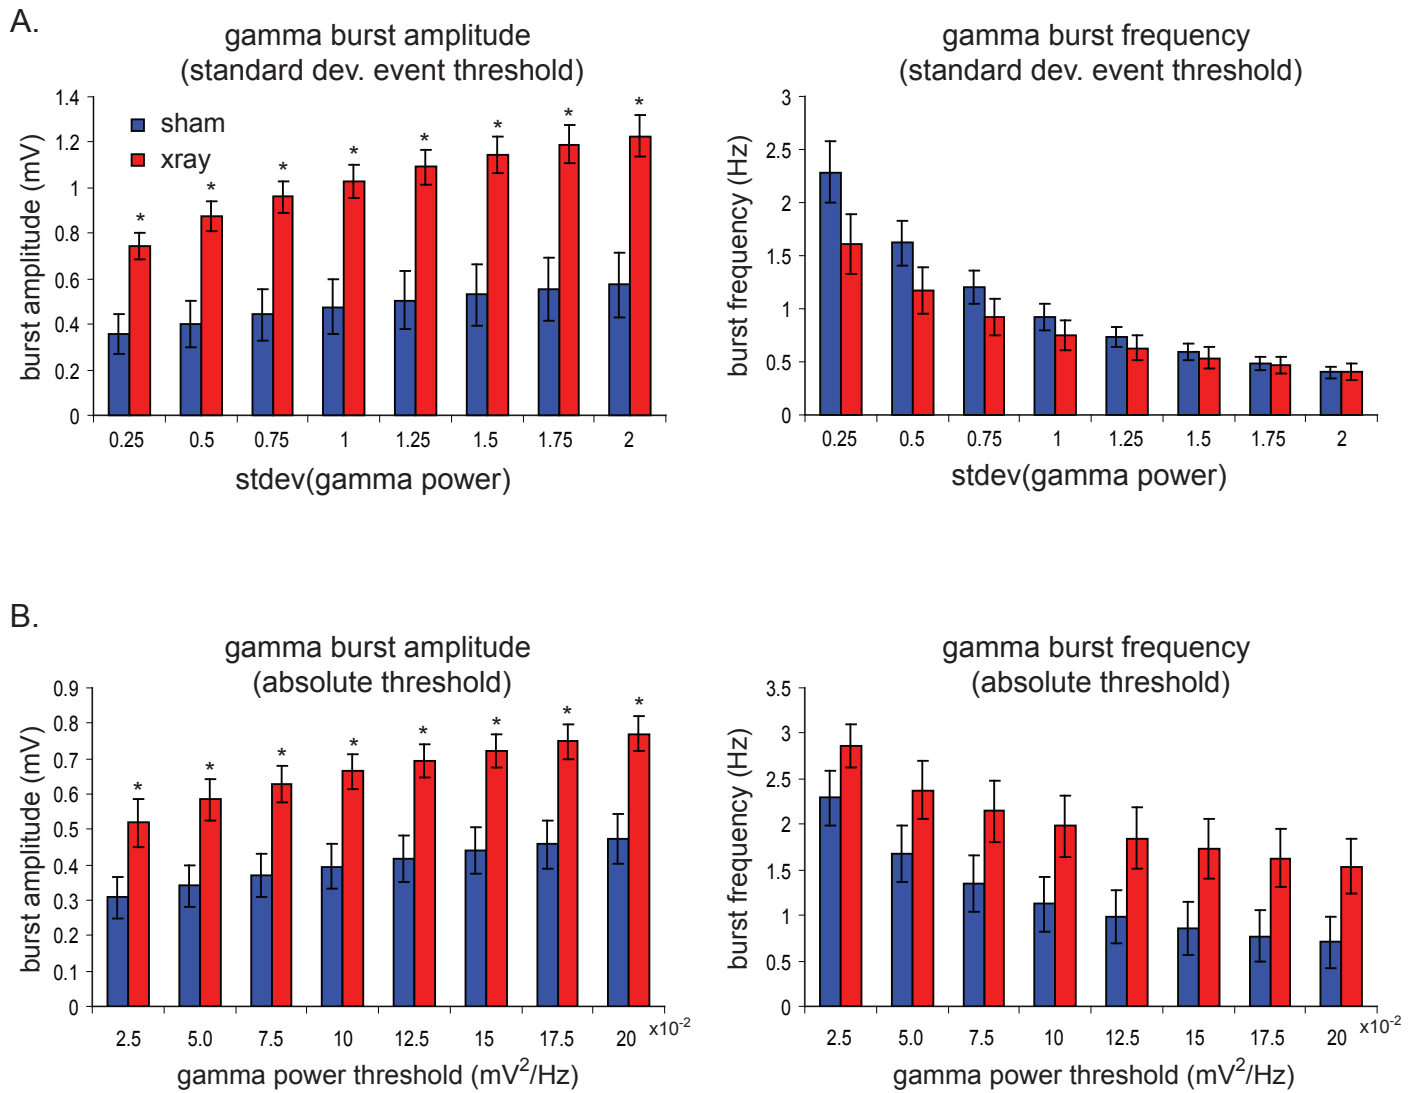 A.
gamma burst amplitude
(standard dev. event threshold)
1.4
1.2
1
0.8
0.6
0.4
0.2
0
burst amplitude (mV)
sham
xray
* * * * * * * *
0.25 0.5 0.75 1 1.25 1.5 1.75 2
stdev(gamma power)
gamma burst frequency
(standard dev. event threshold)
3
2.5
2
1.5
1
0.5
0
burst frequency (Hz)
0.25 0.5 0.75 1 1.25 1.5 1.75 2
stdev(gamma power)
B.
gamma burst amplitude
(absolute threshold)
0.9
0.8
0.7
0.6
0.5
0.4
0.3
0.2
0.1
0
burst amplitude (mV)
* * * * * * * *
2.5 5.0 7.5 10 12.5 15 17.5 20 x10-2
gamma power threshold (mV2/Hz)
gamma burst frequency
(absolute threshold)
3.5
3
2.5
2
1.5
1
0.5
0
burst frequency (Hz)
2.5 5.0 7.5 10 12.5 15 17.5 20 x10-2
gamma power threshold (mV2/Hz)